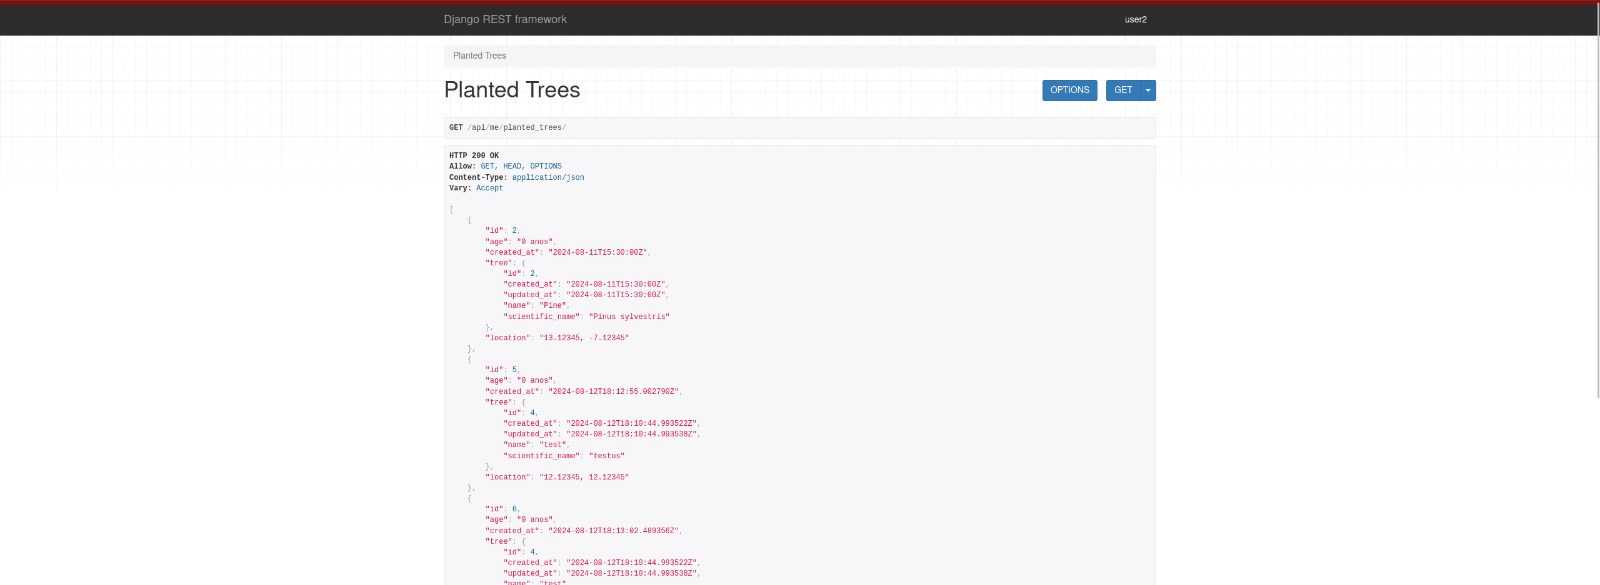 Django REST framework
user2
Planted Trees
Planted Trees
OPTIONS
GET
GET /api/me/planted_trees/
HTTP 200 OK
Allow: GET, HEAD, OPTIONS
Content-Type: application/json
Vary: Accept
[
{
"id": 2,
"age": "0 anos",
"created_at": "2024-08-11T15:30:00Z",
"tree": {
"id": 2,
"created_at": "2024-08-11T15:30:00Z",
"updated_at": "2024-08-11T15:30:00Z",
"name": "Pine",
"scientific_name": "Pinus sylvestris"
},
"location": "13.12345, -7.12345"
},
{
"id": 5,
"age": "0 anos",
"created_at": "2024-08-12T18:12:55.002790Z",
"tree": {
"id": 4,
"created_at": "2024-08-12T18:10:44.993522Z",
"updated_at": "2024-08-12T18:10:44.993538Z",
"name": "test",
"scientific_name": "testus"
},
"location": "12.12345, 12.12345"
},
{
"id": 6,
"age": "0 anos",
"created_at": "2024-08-12T18:13:02.489356Z",
"tree": {
"id": 4,
"created_at": "2024-08-12T18:10:44.993522Z",
"updated_at": "2024-08-12T18:10:44.993538Z",
"name": "test",